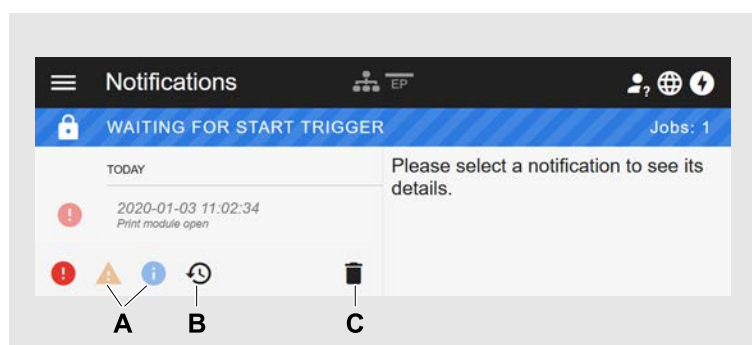 Notifications
EP
?
WAITING FOR START TRIGGER
Jobs: 1
TODAY
2020-01-03 11:02:34
Print module open
Please select a notification to see its
details.
A
B
C